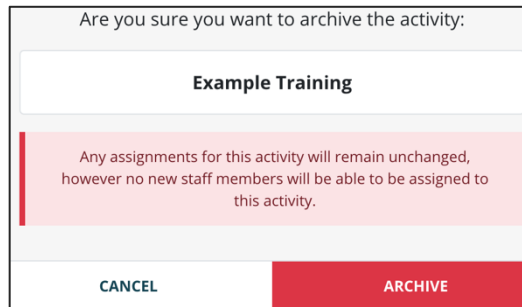 Are you sure you want to archive the activity:
Example Training
Any assignments for this activity will remain unchanged,
however no new staff members will be able to be assigned to
this activity.
CANCEL
ARCHIVE